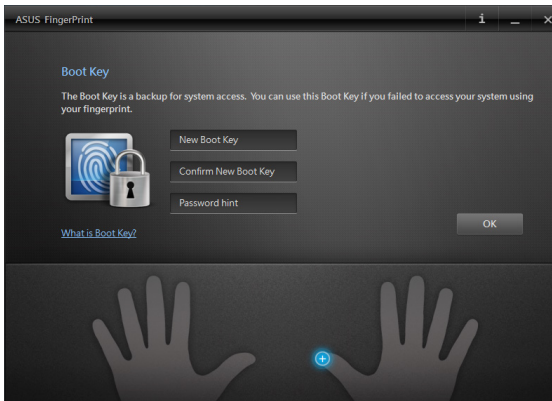 ASUS FingerPrint
Boot Key
The Boot Key is a backup for system access. You can use this Boot Key if you failed to access your system using
your fingerprint.
New Boot Key
Confirm New Boot Key
Password hint
OK
What is Boot Key?